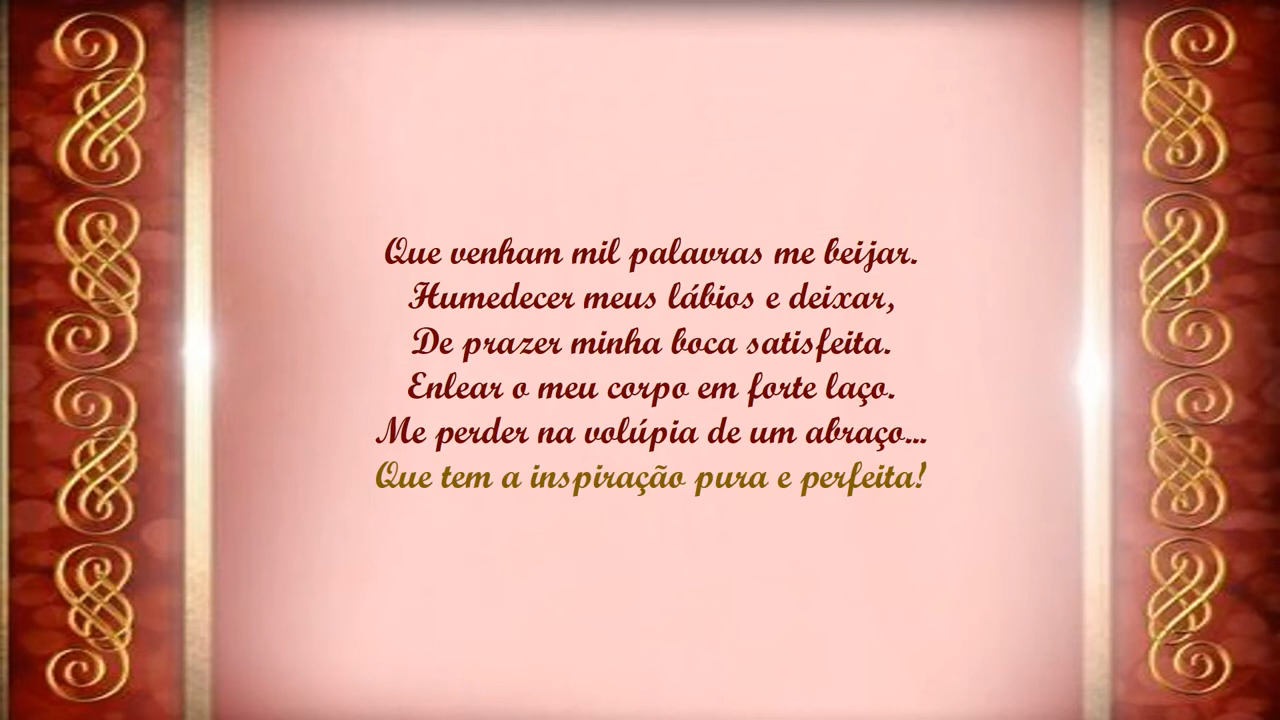 Que venham mil palavras me beijar.
Humedecer meus lábios e deixar,
De prazer minha boca satisfeita.
Enlear o meu corpo em forte laço.
Me perder na volúpia de um abraço...
Que tem a inspiração pura e perfeita!